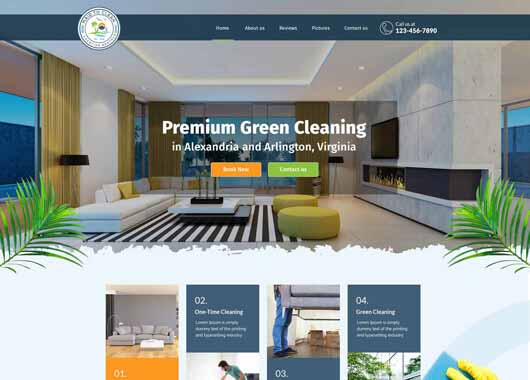 Home
About us
Reviews
Pictures
Contact us
Call us at
123-456-7890
Premium Green Cleaning
in Alexandria and Arlington, Virginia
Book Now
Contact us
02.
One-Time Cleaning
Lorem Ipsum is simply
dummy text of the printing
and typesetting industry
04.
Green Cleaning
Lorem Ipsum is simply
dummy text of the printing
and typesetting industry
01.
03.